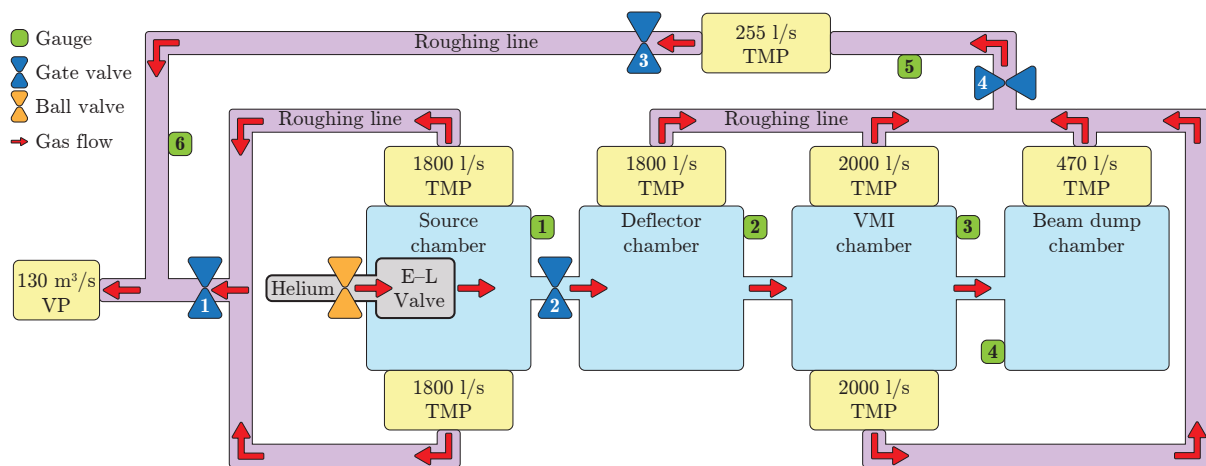 Gauge
Gate valve
Ball valve
Gas flow
Roughing line
3
255 l/s
TMP
5
4
6
Roughing line
Roughing line
1800 l/s
TMP
1800 l/s
TMP
2000 l/s
TMP
470 l/s
TMP
Source
chamber
1
Deflector
chamber
2
VMI
chamber
3
Beam dump
chamber
130 m³/s
VP
1
Helium
E–L
Valve
2
4
1800 l/s
TMP
2000 l/s
TMP